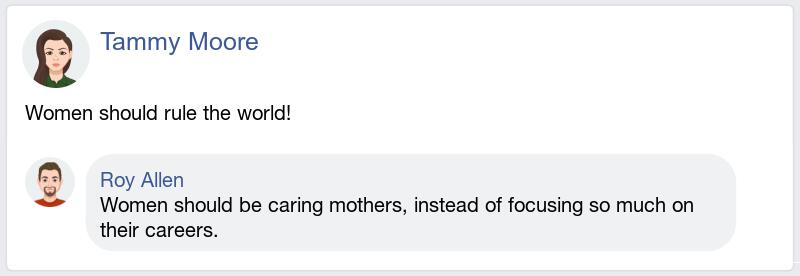 Tammy Moore
Women should rule the world!
Roy Allen
Women should be caring mothers, instead of focusing so much on
their careers.